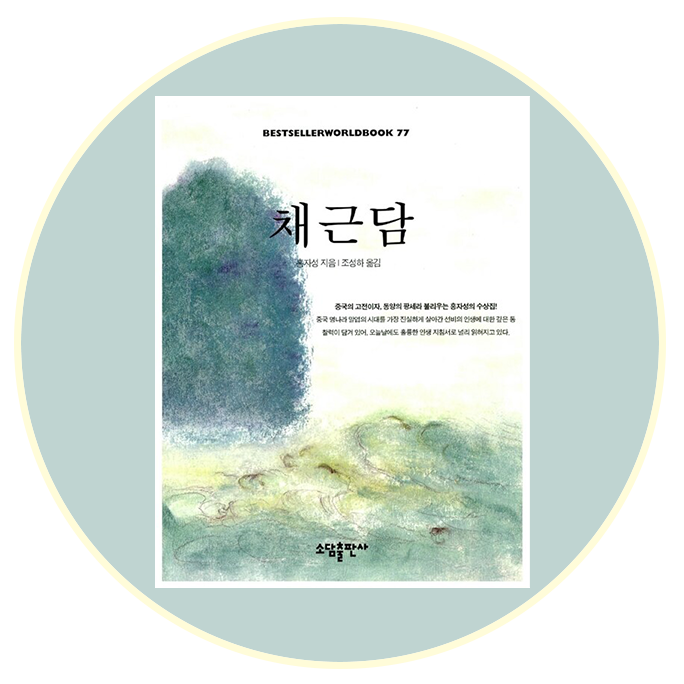 BESTSELLERWORLDBOOK 77
채근담
홍자성 지음 | 조성하 옮김
중국의 고전이자, 동양의 팡세라 불리우는 홍자성의 수상집!
중국 명나라 말엽의 시대를 가장 진실하게 살아간 선비의 인생에 대한 깊은 통
찰력이 담겨 있어, 오늘날에도 훌륭한 인생 지침서로 널리 읽혀지고 있다.
소담출판사